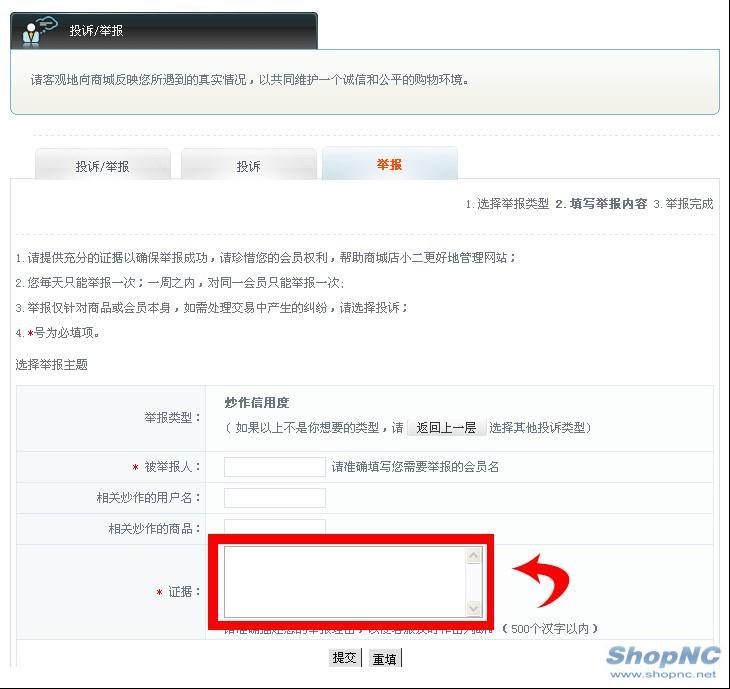 投诉/举报
请客观地向商城反映您所遇到的真实情况，以共同维护一个诚信和公平的购物环境。
投诉/举报 投诉 举报
1.选择举报类型 2.填写举报内容 3.举报完成
1.请提供充分的证据以确保举报成功，请珍惜您的会员权利，帮助商城店小二更好地管理网站；
2.您每天只能举报一次；一周之内，对同一会员只能举报一次;
3.举报仅针对商品或会员本身，如需处理交易中产生的纠纷，请选择投诉；
4.*号为必填项。
选择举报主题
举报类型： 炒作信用度
（ 如果以上不是你想要的类型，请 返回上一层 选择其他投诉类型）
* 被举报人： 请准确填写您需要举报的会员名
相关炒作的用户名：
相关炒作的商品：
* 证据：
（ 500个汉字以内 ）
提交 重填
ShopNC
www.shopnc.net